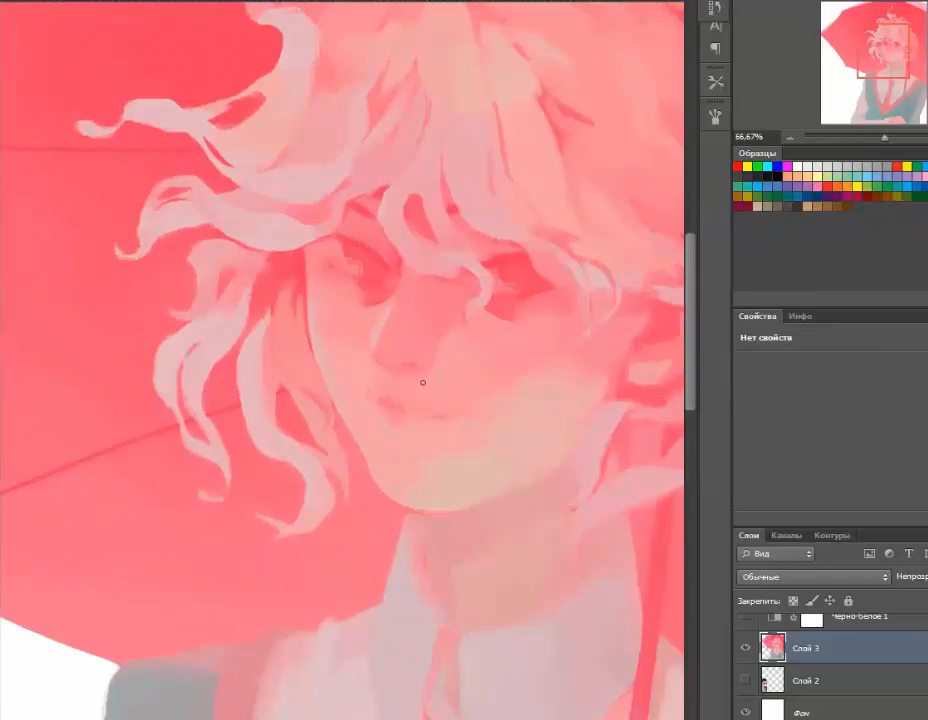 66,67%
Образцы
Свойства Инфо
Нет свойств
Слои Каналы Контуры
Вид
Обычные
Непроз
Закрепить:
Черно-белое 1
Слой 3
Слой 2
Фон